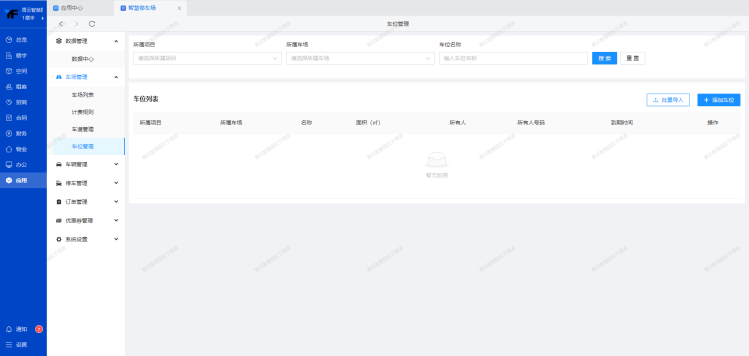 应用中心
智慧停车场
1楼宇
车位管理
总览
楼宇
空间
租客
招商
合同
财务
物业
办公
应用
通知
2
设置
数据管理
数据中心
车场管理
车场列表
计费规则
车道管理
车位管理
车辆管理
停车管理
订单管理
优惠券管理
系统设置
所属项目
所属车场
车位名称
请选择所属项目
请选择所属车场
输入车位名称
搜 索
重 置
车位列表
批量导入
添加车位
所属项目
所属车场
名称
面积（㎡）
所有人
所有人号码
到期时间
操作
暂无数据